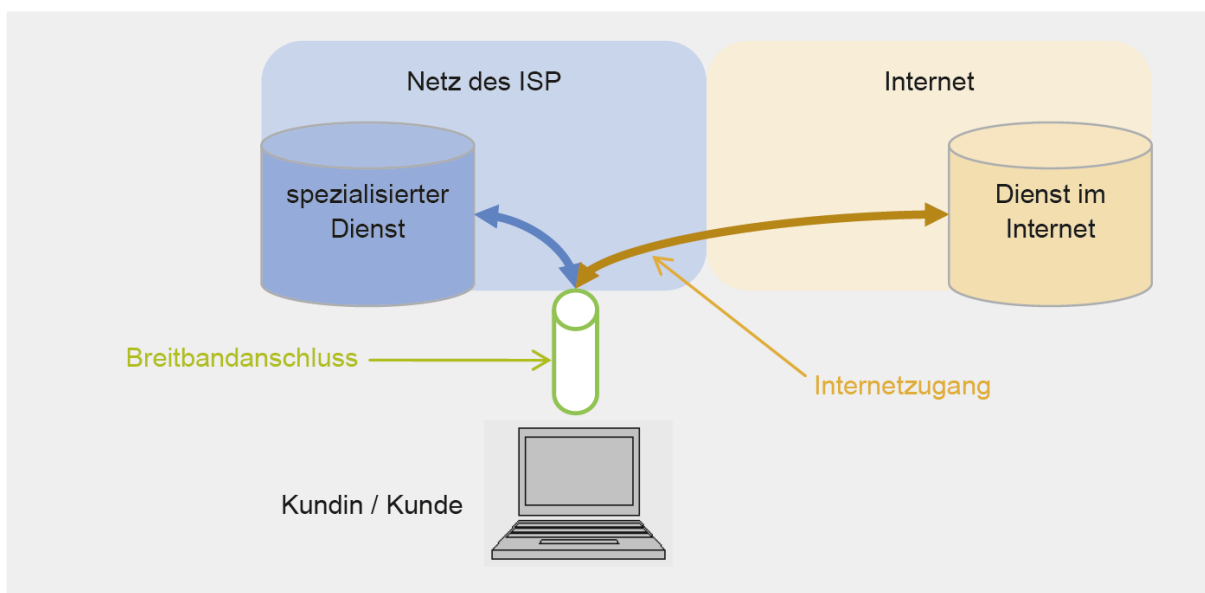 Netz des ISP
Internet
spezialisierter
Dienst
Dienst im
Internet
Breitbandanschluss
Internetzugang
Kundin / Kunde